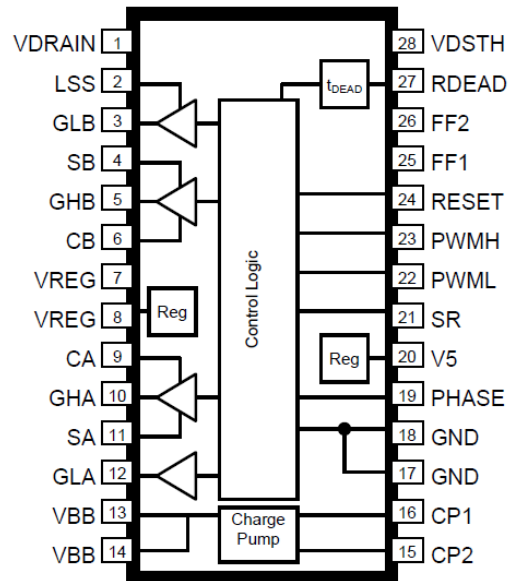 VDRAIN 1
LSS 2
GLB 3
SB 4
GHB 5
CB 6
VREG 7
VREG 8
CA 9
GHA 10
SA 11
GLA 12
VBB 13
VBB 14
tDEAD
Control Logic
Reg
Reg
Charge
Pump
28 VDSTH
27 RDEAD
26 FF2
25 FF1
24 RESET
23 PWMH
22 PWML
21 SR
20 V5
19 PHASE
18 GND
17 GND
16 CP1
15 CP2